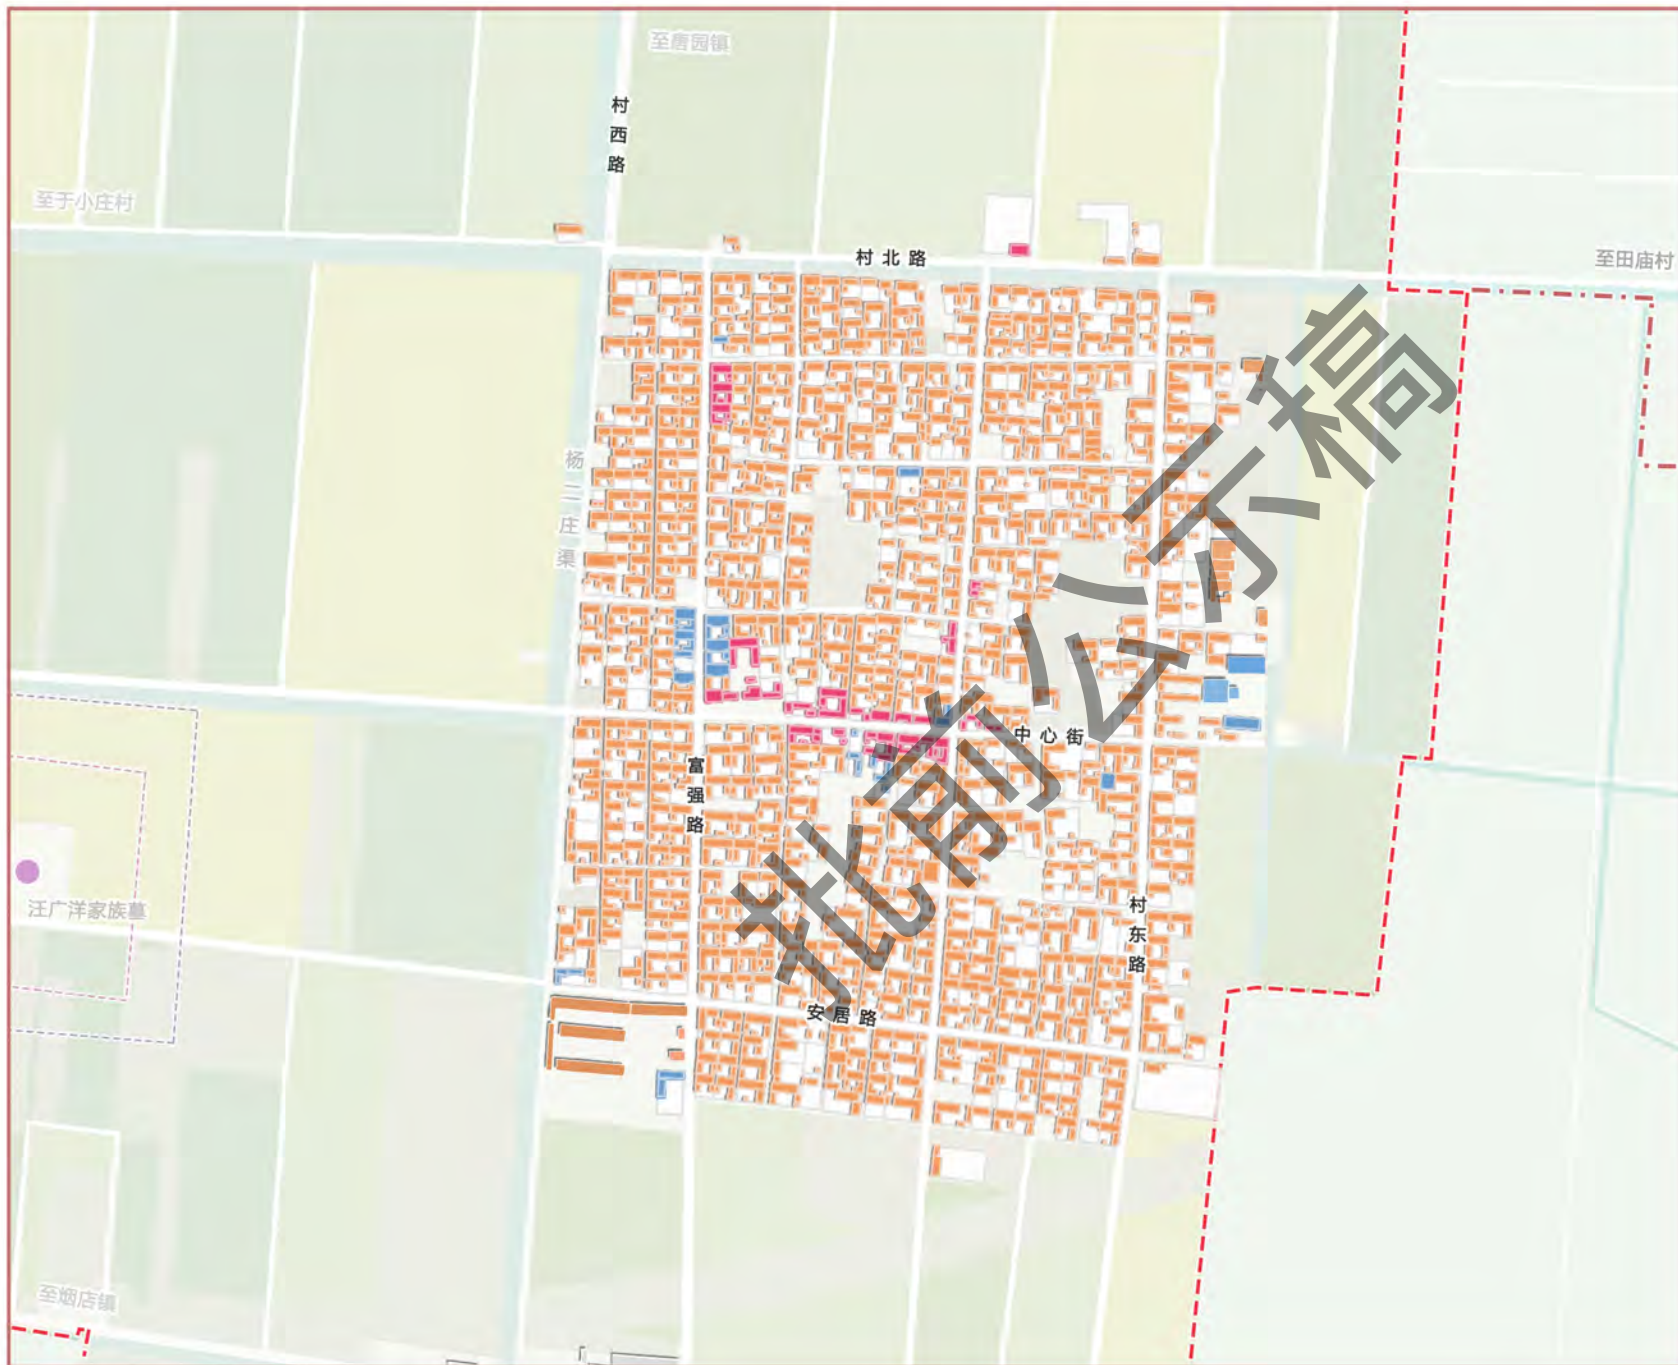 至唐园镇
村西路
至于小庄村
村北路
至田庙村
杨二庄渠
中心街
富强路
汪广洋家族墓
村东路
安居路
至烟店镇
批前公示稿